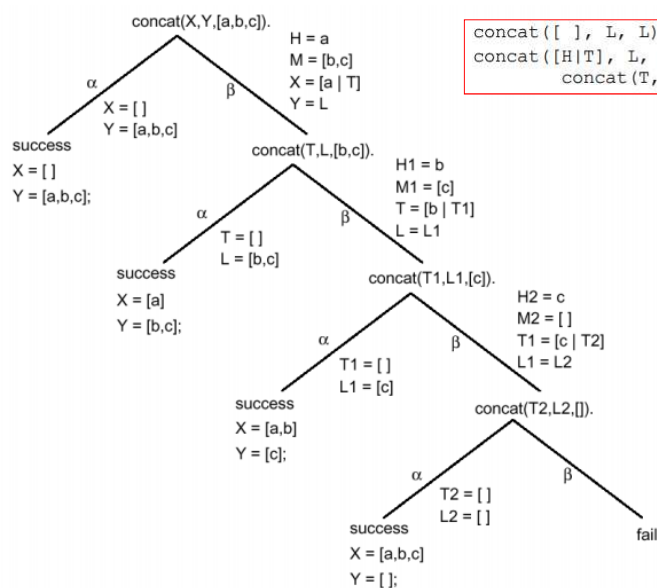 concat(X,Y,[a,b,c]).
concat([ ], L, L)
concat([H|T], L,
concat(T,
H = a
M = [b,c]
X = [a | T]
Y = L
α
β
X = [ ]
Y = [a,b,c]
success
X = [ ]
Y = [a,b,c];
concat(T,L,[b,c]).
H1 = b
M1 = [c]
T = [b | T1]
L = L1
α
β
T = [ ]
L = [b,c]
success
X = [a]
Y = [b,c];
concat(T1,L1,[c]).
H2 = c
M2 = [ ]
T1 = [c | T2]
L1 = L2
α
β
T1 = [ ]
L1 = [c]
success
X = [a,b]
Y = [c];
concat(T2,L2,[]).
α
β
T2 = [ ]
L2 = [ ]
success
X = [a,b,c]
Y = [ ];
fail